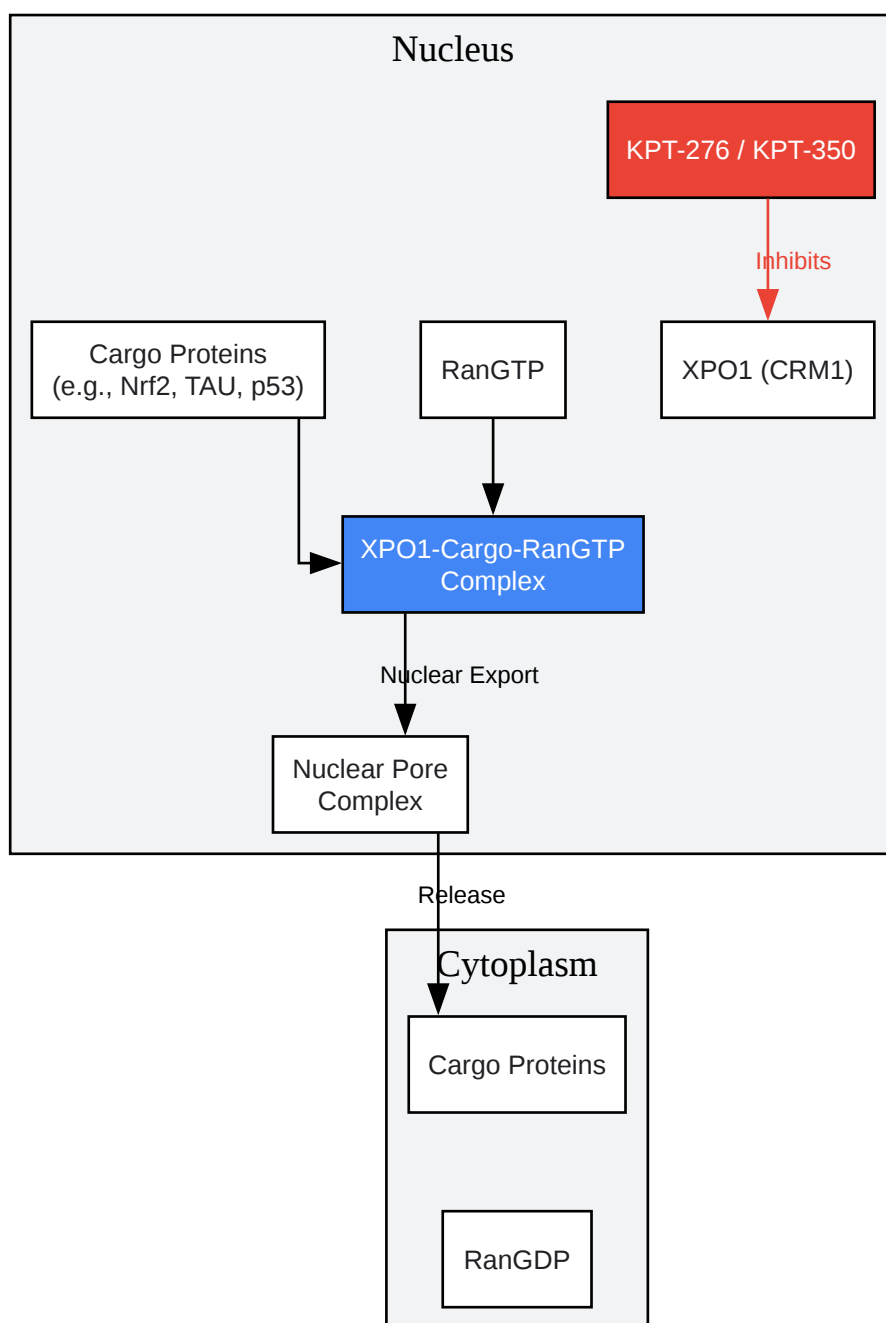 Nucleus
KPT-276 / KPT-350
Inhibits
Cargo Proteins
(e.g., Nrf2, TAU, p53)
RanGTP
XPO1 (CRM1)
XPO1-Cargo-RanGTP
Complex
Nuclear Export
Nuclear Pore
Complex
Release
Cytoplasm
Cargo Proteins
RanGDP